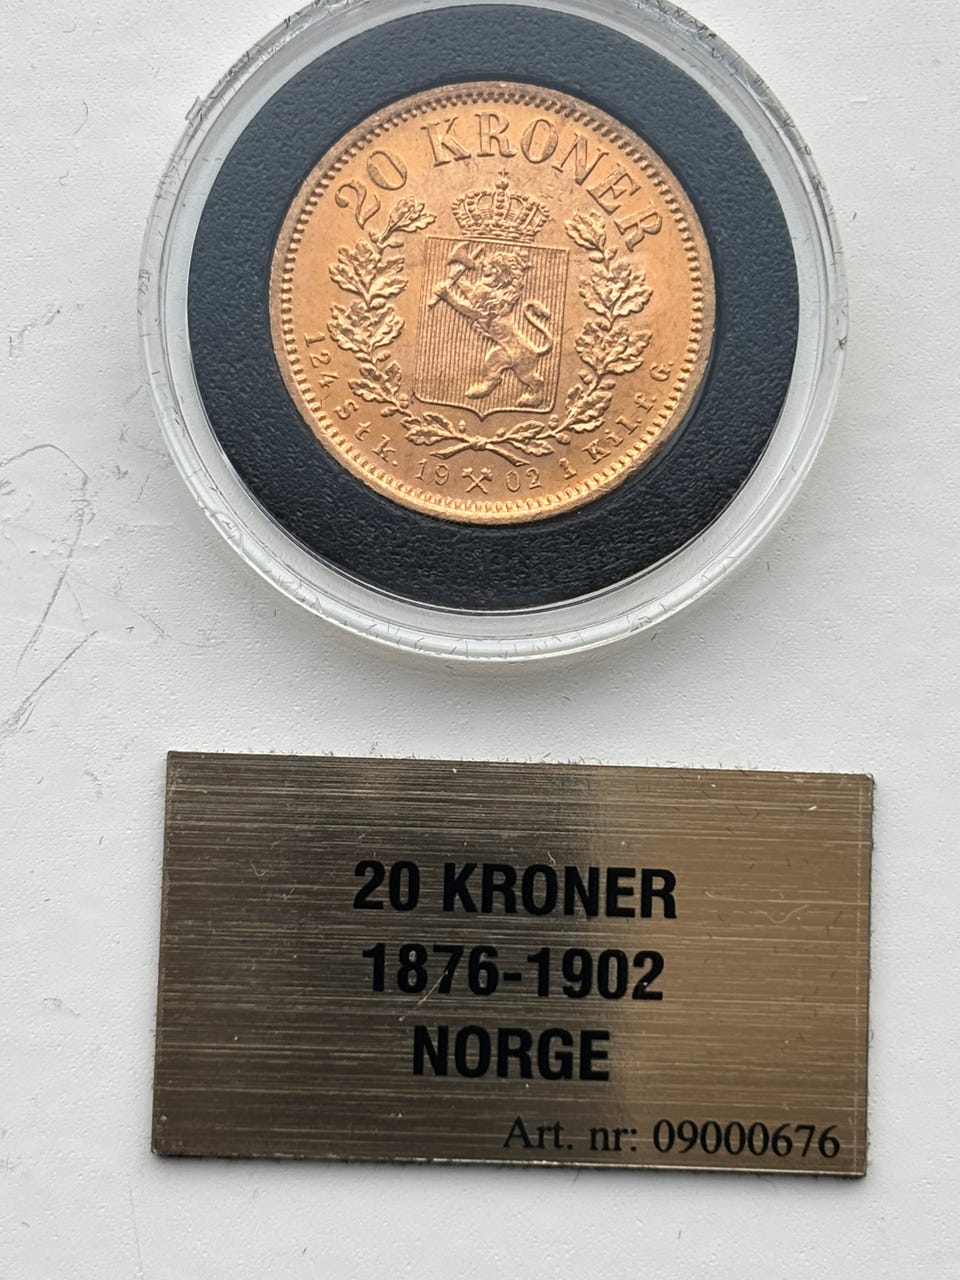 20 KRONER
124 Stk. 19 02 1 Kil.f. G.
20 KRONER
1876-1902
NORGE
Art. nr: 09000676